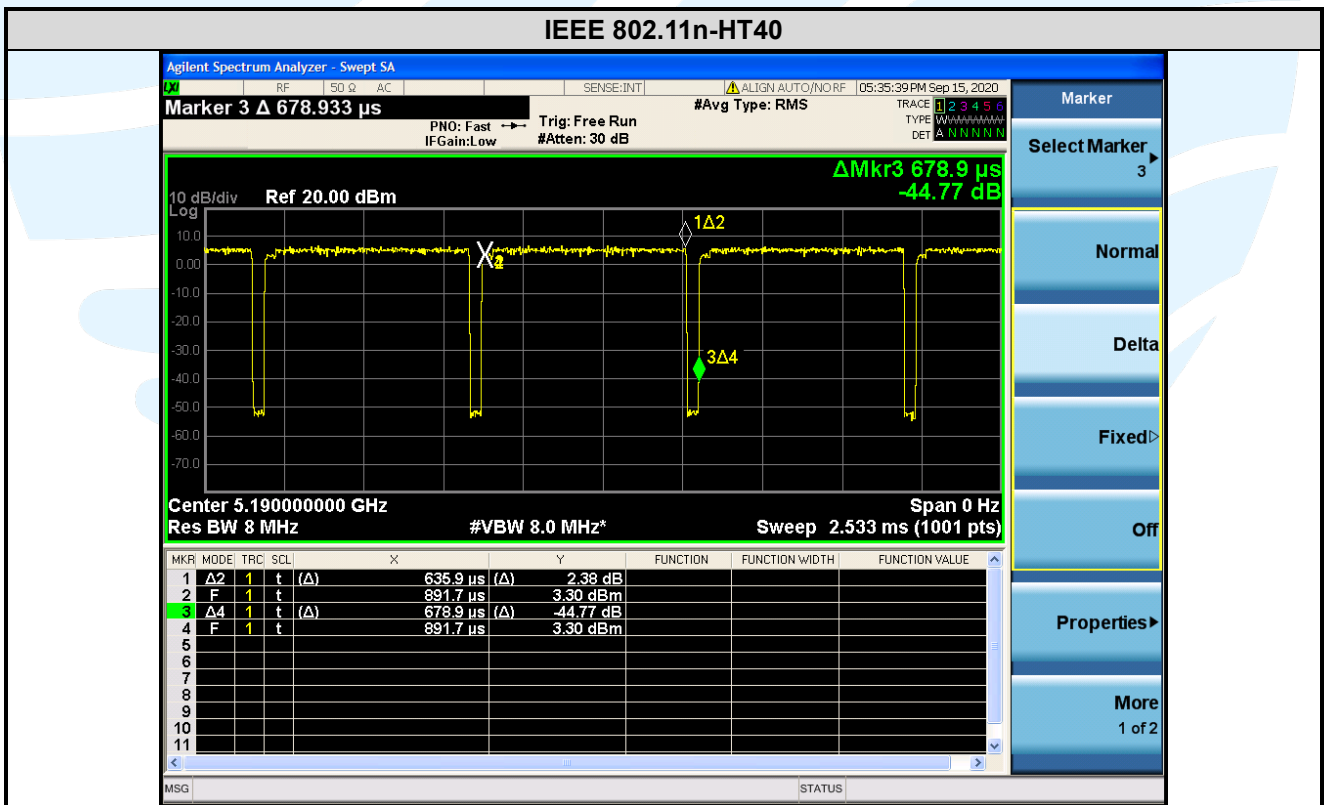 IEEE 802.11n-HT40
Agilent Spectrum Analyzer - Swept SA
LXI RF 50 Ω AC SENSE:INT ALIGN AUTO/NO RF 05:35:39 PM Sep 15, 2020
Marker 3 Δ 678.933 µs
#Avg Type: RMS
TRACE 1 2 3 4 5 6
TYPE
DET A N N N N N
PNO: Fast
IFGain:Low
Trig: Free Run
#Atten: 30 dB
ΔMkr3 678.9 µs
-44.77 dB
10 dB/div Ref 20.00 dBm
Log
10.0
0.00
-10.0
-20.0
-30.0
-40.0
-50.0
-60.0
-70.0
1Δ2
3Δ4
Center 5.190000000 GHz Span 0 Hz
Res BW 8 MHz #VBW 8.0 MHz* Sweep 2.533 ms (1001 pts)
MKR MODE TRC SCL X Y FUNCTION FUNCTION WIDTH FUNCTION VALUE
1 Δ2 1 t (Δ) 635.9 µs (Δ) 2.38 dB
2 F 1 t 891.7 µs 3.30 dBm
3 Δ4 1 t (Δ) 678.9 µs (Δ) -44.77 dB
4 F 1 t 891.7 µs 3.30 dBm
5
6
7
8
9
10
11
MSG STATUS
Marker
Select Marker
3
Normal
Delta
Fixed
Off
Properties
More
1 of 2